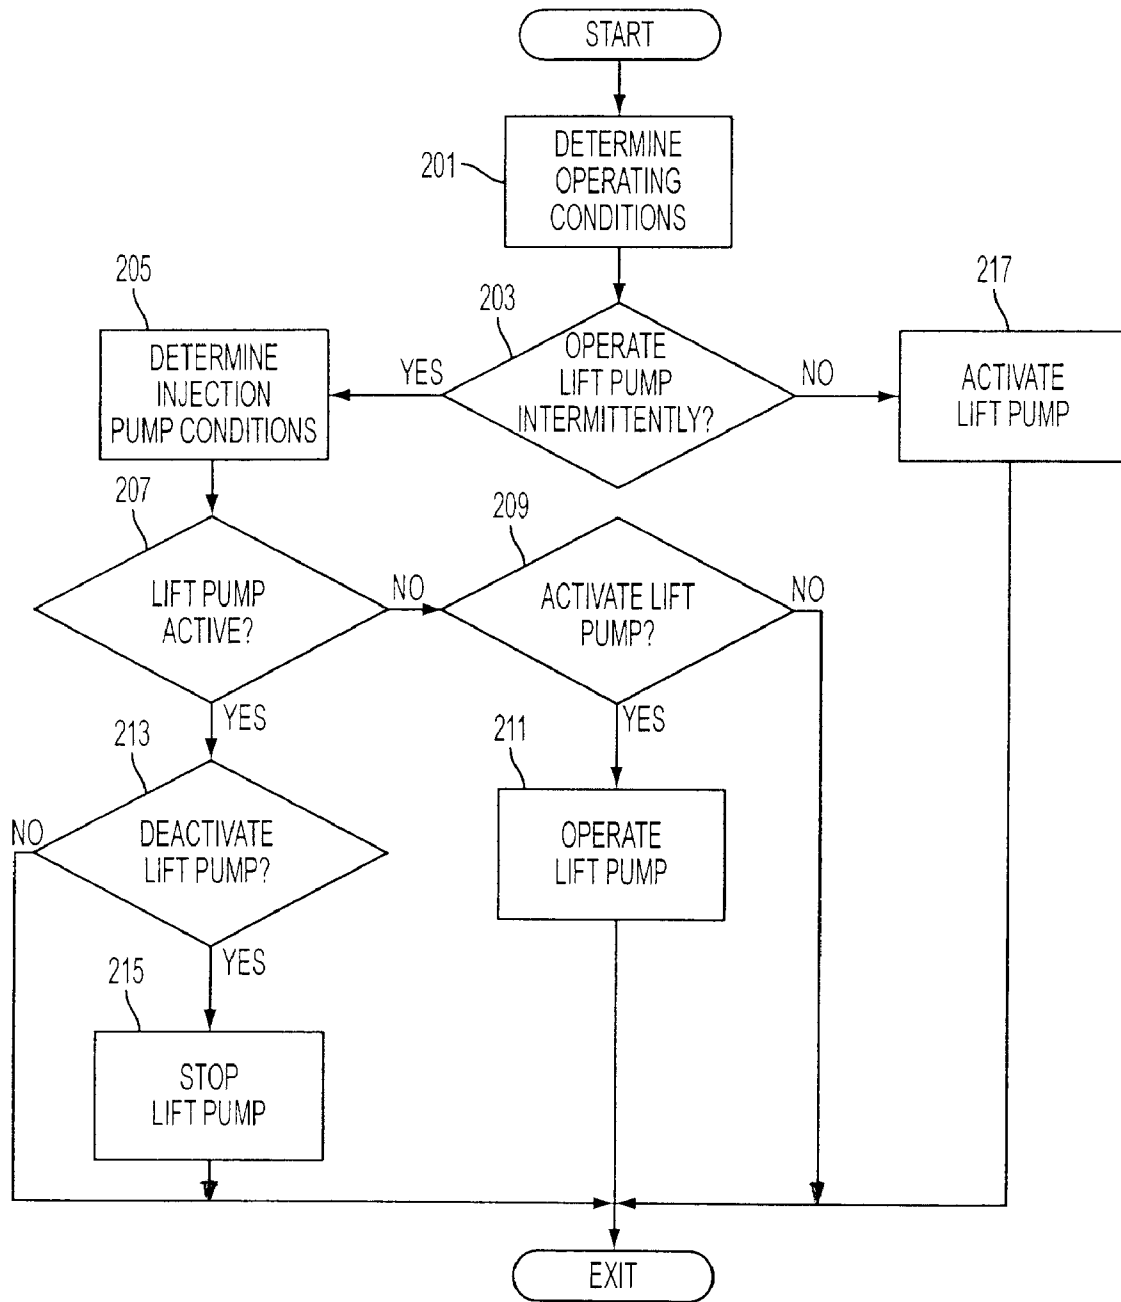 START
201
DETERMINE
OPERATING
CONDITIONS
205
203
217
DETERMINE
INJECTION
PUMP CONDITIONS
YES
OPERATE
LIFT PUMP
INTERMITTENTLY?
NO
ACTIVATE
LIFT PUMP
207
209
LIFT PUMP
ACTIVE?
NO
ACTIVATE LIFT
PUMP?
NO
YES
YES
213
211
NO
DEACTIVATE
LIFT PUMP?
OPERATE
LIFT PUMP
YES
215
STOP
LIFT PUMP
EXIT